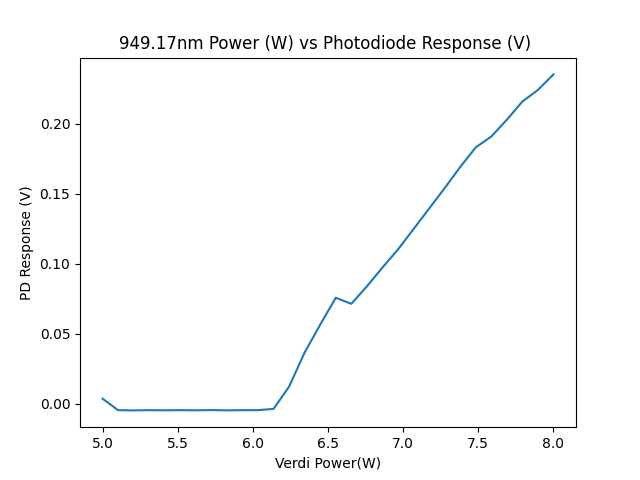 949.17nm Power (W) vs Photodiode Response (V)
0.20
0.15
0.10
0.05
0.00
PD Response (V)
5.0 5.5 6.0 6.5 7.0 7.5 8.0
Verdi Power(W)